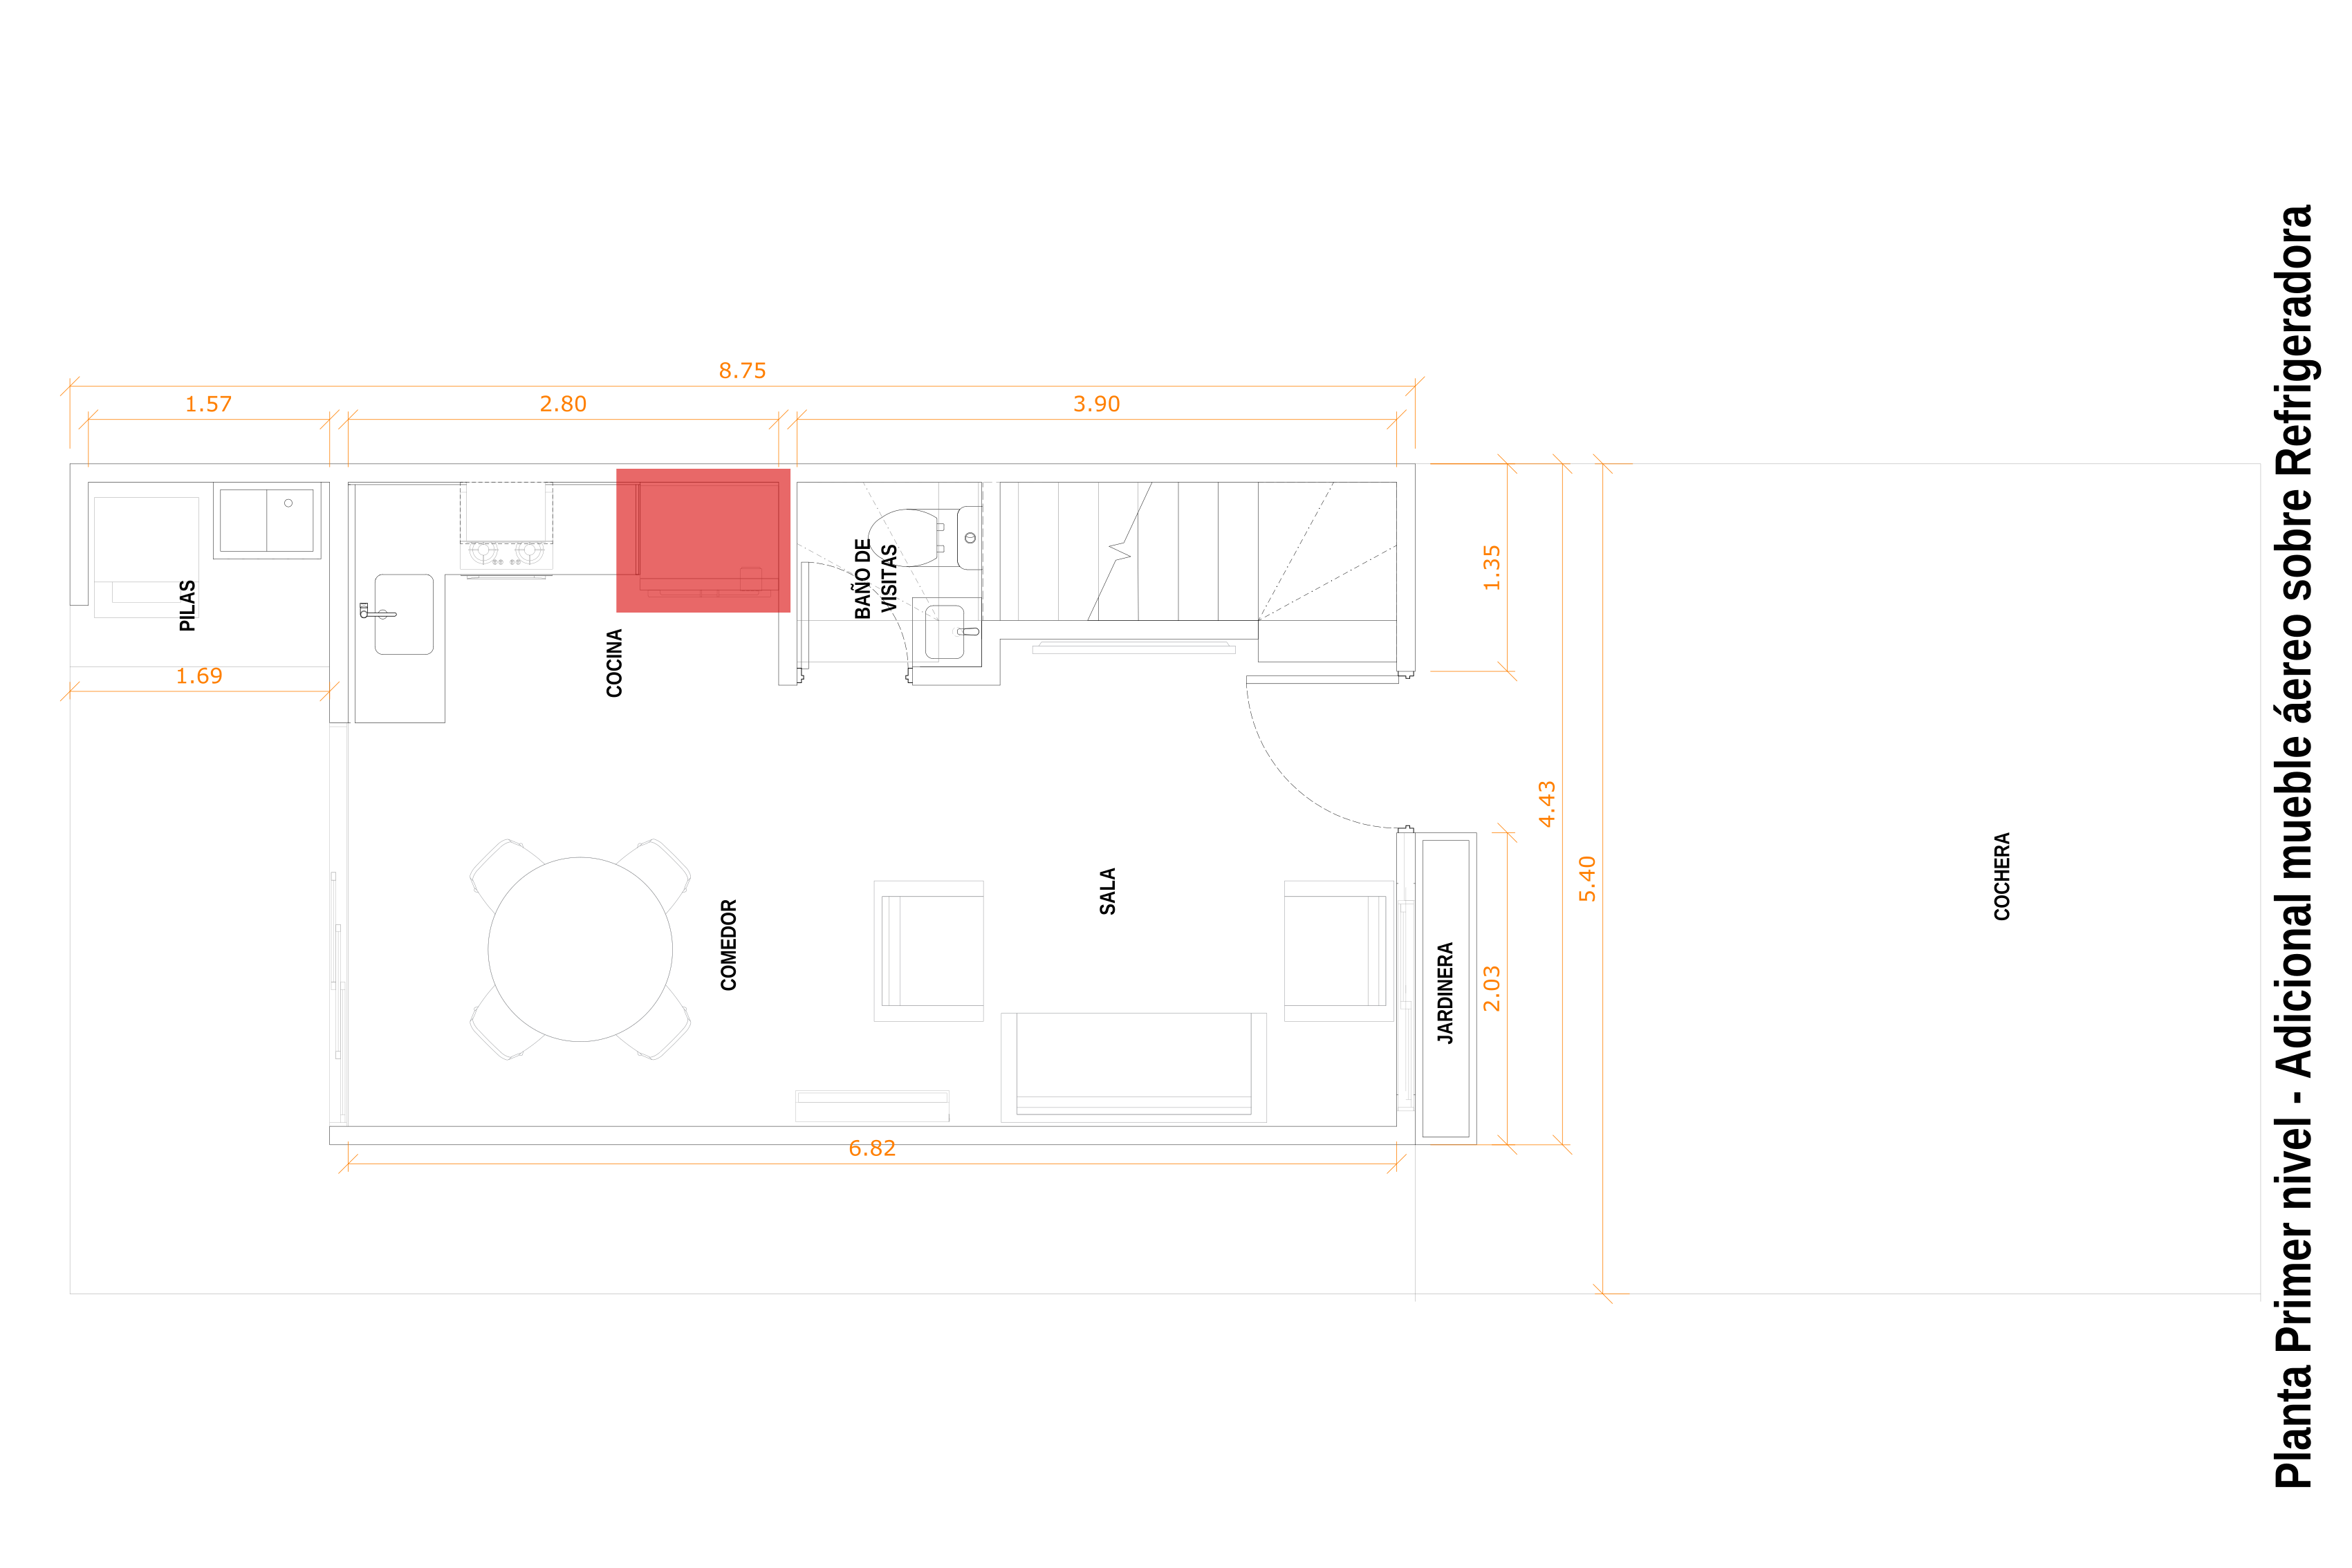 8.75
1.57
2.80
3.90
PILAS
1.69
COCINA
BAÑO DE
VISITAS
1.35
4.43
5.40
COMEDOR
SALA
JARDINERA
2.03
COCHERA
6.82
Planta Primer nivel - Adicional mueble áereo sobre Refrigeradora